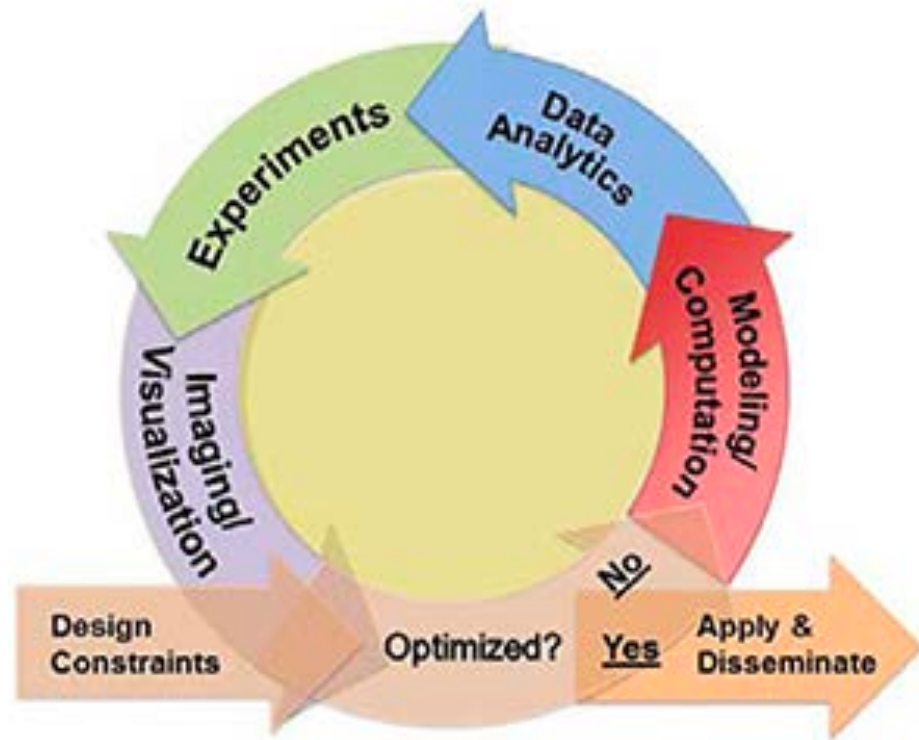 Data
Analytics
Experiments
Modeling/
Computation
Imaging/
Visualization
Design
Constraints
Optimized?
No
Yes
Apply &
Disseminate